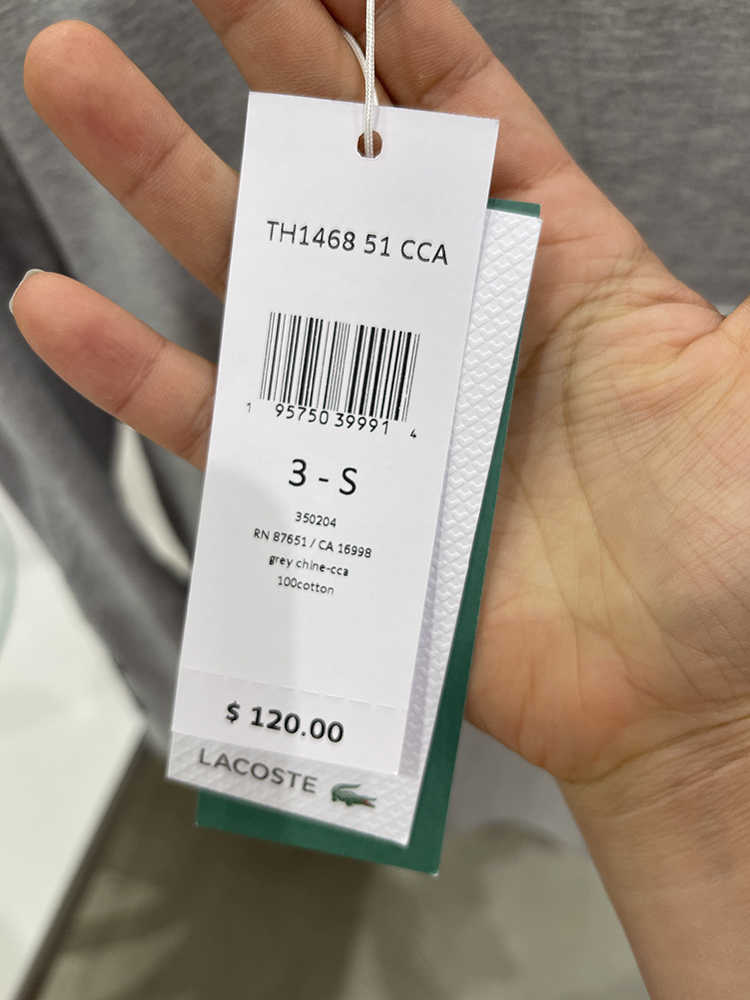 TH1468 51 CCA
1 95750 39991 4
3 - S
350204
RN 87651 / CA 16998
grey chine-cca
100cotton
$ 120.00
LACOSTE